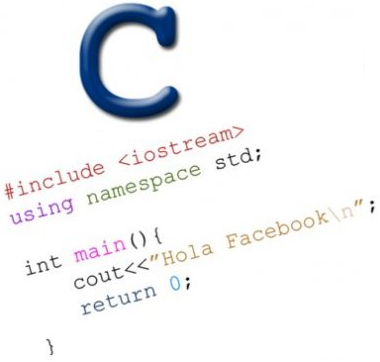 C
#include <iostream>
using namespace std;
int main(){
cout<<"Hola Facebook\n";
return 0;
}